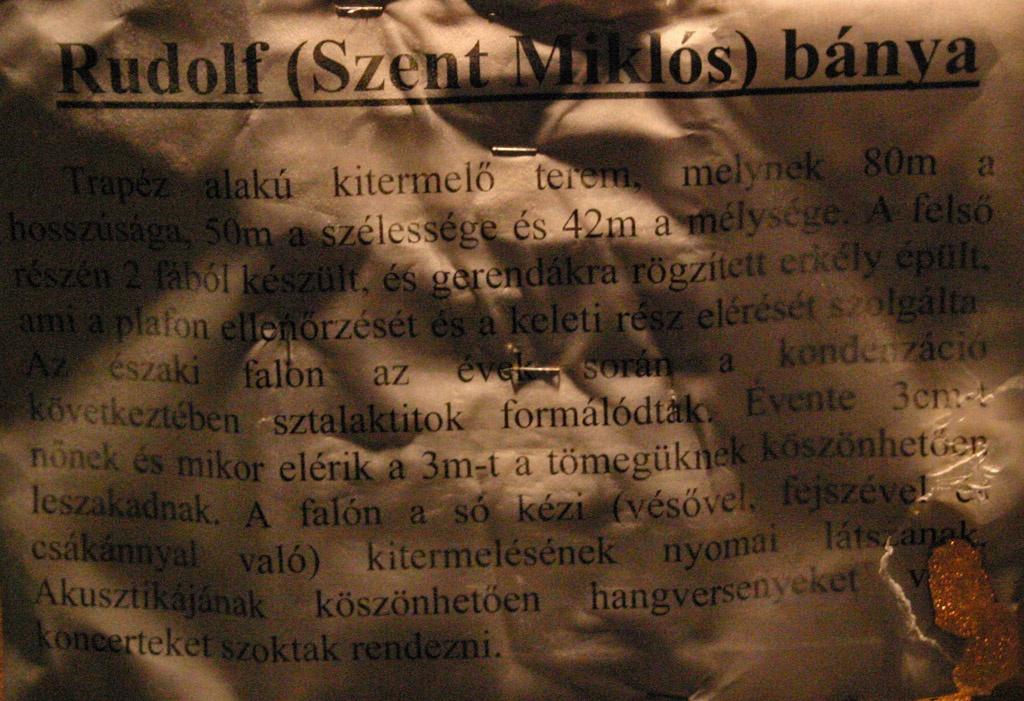 Rudolf (Szent Miklós) bánya
Trapéz alakú kitermelő terem, melynek 80m a
hosszúsága, 50m a szélessége és 42m a mélysége. A felső
részén 2 fából készült, és gerendákra rögzített erkély épült,
ami a plafon ellenőrzését és a keleti rész elérését szolgálta.
Az északi falon az évek során a kondenzáció
következtében sztalaktitok formálódtak. Évente 3cm-t
nőnek és mikor elérik a 3m-t a tömegüknek köszönhetően
leszakadnak. A falón a só kézi (vésővel, fejszével
csákánnyal való) kitermelésének nyomai látszanak.
Akusztikájának köszönhetően hangversenyeket
koncerteket szoktak rendezni.